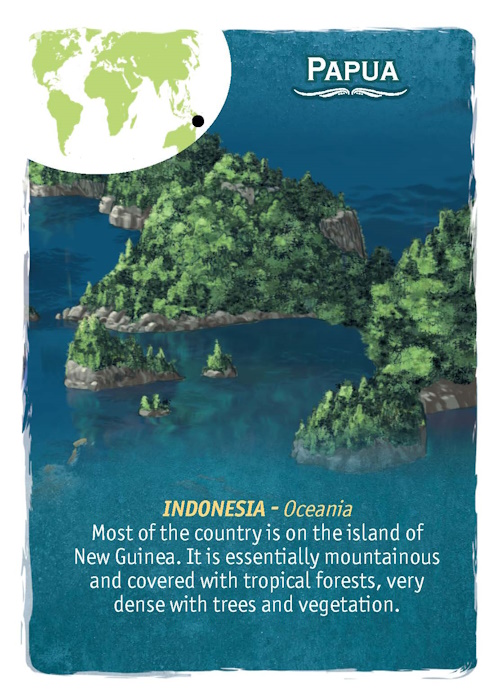 PAPUA
INDONESIA - Oceania
Most of the country is on the island of
New Guinea. It is essentially mountainous
and covered with tropical forests, very
dense with trees and vegetation.